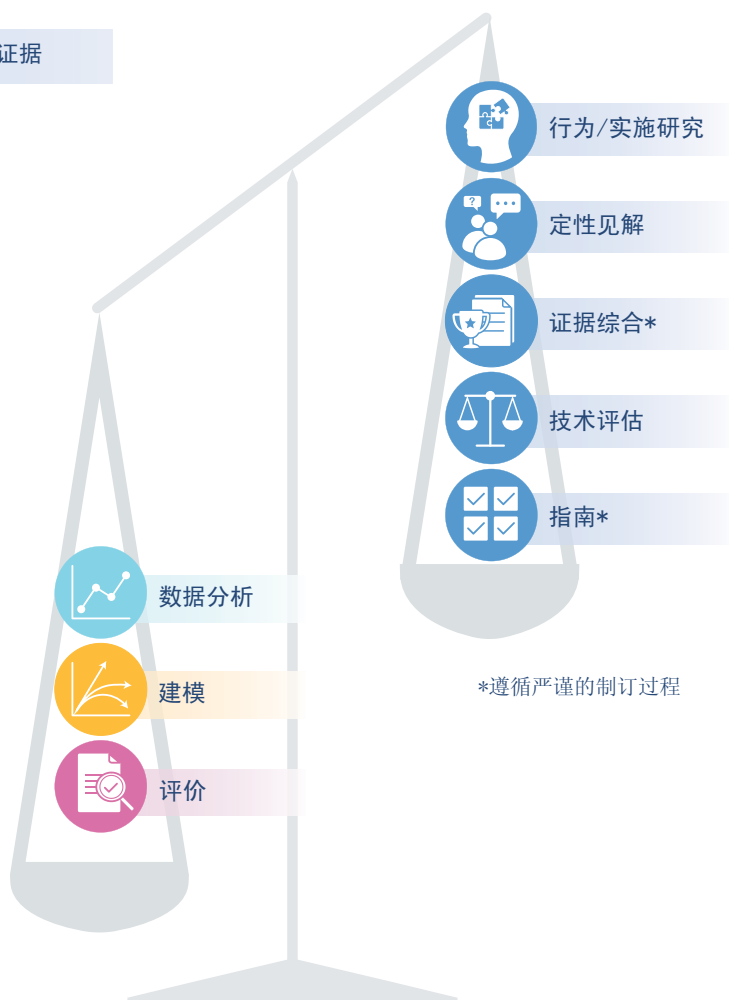 证据
行为/实施研究
定性见解
?
证据综合*
技术评估
指南*
数据分析
建模
评价
*遵循严谨的制订过程